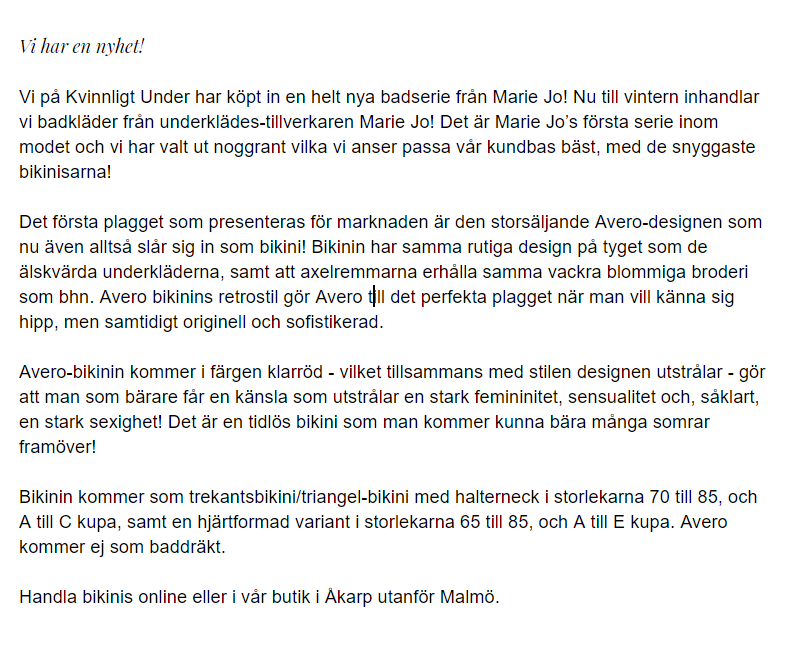 Vi har en nyhet!
Vi på Kvinnligt Under har köpt in en helt nya badserie från Marie Jo! Nu till vintern inhandlar
vi badkläder från underklädes-tillverkaren Marie Jo! Det är Marie Jo’s första serie inom
modet och vi har valt ut noggrant vilka vi anser passa vår kundbas bäst, med de snyggaste
bikinisarna!
Det första plagget som presenteras för marknaden är den storsäljande Avero-designen som
nu även alltså slår sig in som bikini! Bikinin har samma rutiga design på tyget som de
älskvärda underkläderna, samt att axelremmarna erhålla samma vackra blommiga broderi
som bhn. Avero bikinins retrostil gör Avero till det perfekta plagget när man vill känna sig
hipp, men samtidigt originell och sofistikerad.
Avero-bikinin kommer i färgen klarröd - vilket tillsammans med stilen designen utstrålar - gör
att man som bärare får en känsla som utstrålar en stark femininitet, sensualitet och, såklart,
en stark sexighet! Det är en tidlös bikini som man kommer kunna bära många somrar
framöver!
Bikinin kommer som trekantsbikini/triangel-bikini med halterneck i storlekarna 70 till 85, och
A till C kupa, samt en hjärtformad variant i storlekarna 65 till 85, och A till E kupa. Avero
kommer ej som baddräkt.
Handla bikinis online eller i vår butik i Åkarp utanför Malmö.